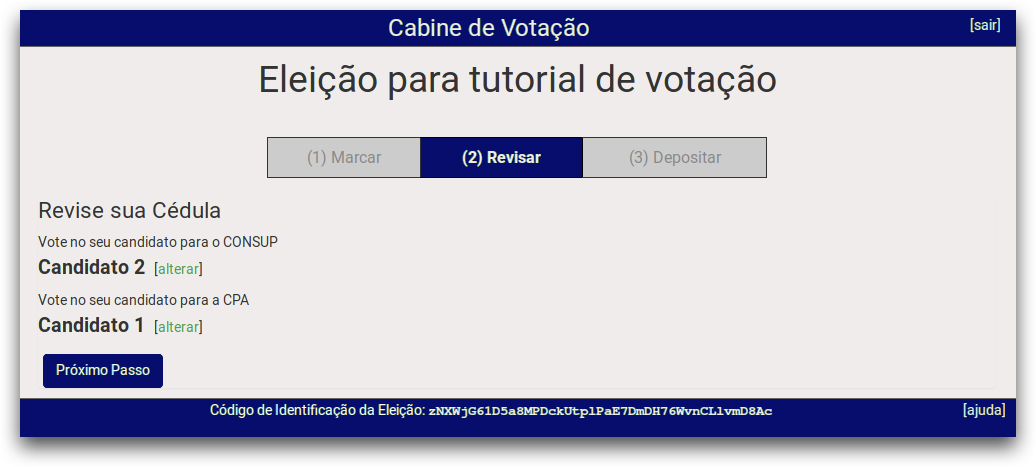 Cabine de Votação
[sair]
Eleição para tutorial de votação
(1) Marcar
(2) Revisar
(3) Depositar
Revise sua Cédula
Vote no seu candidato para o CONSUP
Candidato 2 [alterar]
Vote no seu candidato para a CPA
Candidato 1 [alterar]
Próximo Passo
Código de Identificação da Eleição: zNXWjG61D5a8MPDckUtplPaE7DmDH76WvnCLlvmD8Ac
[ajuda]